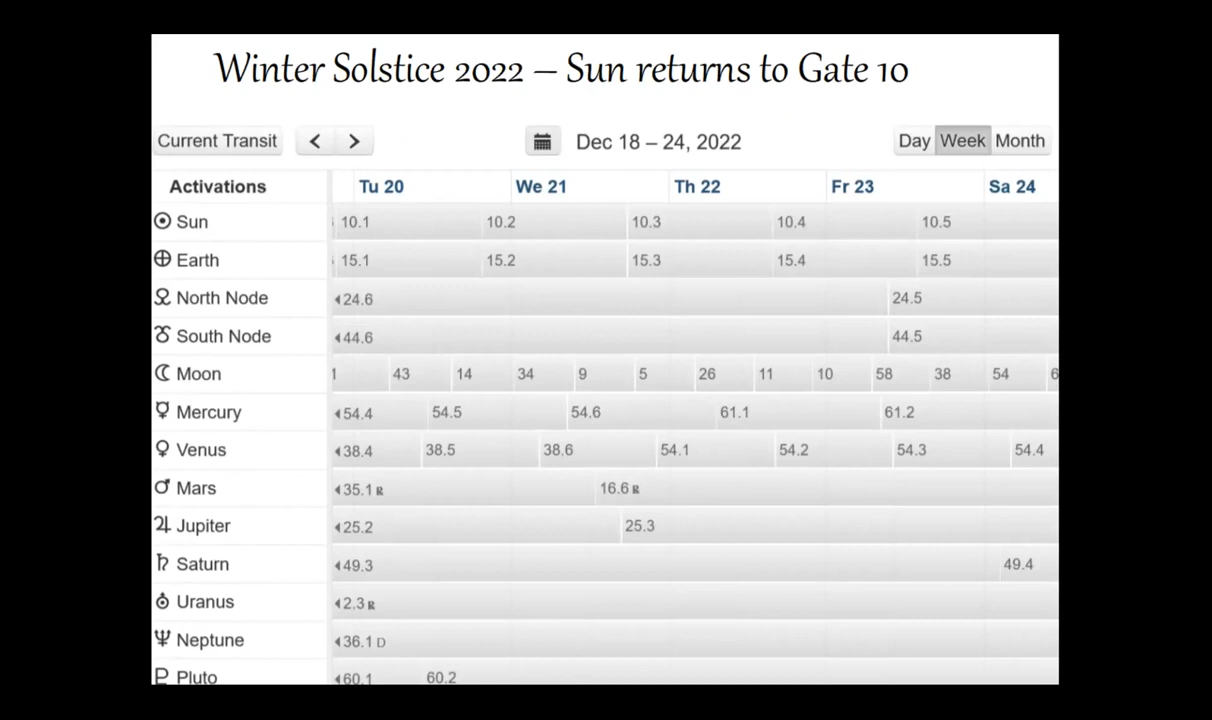 Winter Solstice 2022 – Sun returns to Gate 10
Current Transit < > Dec 18 – 24, 2022 Day Week Month
Activations Tu 20 We 21 Th 22 Fr 23 Sa 24
Sun 10.1 10.2 10.3 10.4 10.5
Earth 15.1 15.2 15.3 15.4 15.5
North Node 24.6 24.5
South Node 44.6 44.5
Moon 1 43 14 34 9 5 26 11 10 58 38 54 6
Mercury 54.4 54.5 54.6 61.1 61.2
Venus 38.4 38.5 38.6 54.1 54.2 54.3 54.4
Mars 35.1 R 16.6 R
Jupiter 25.2 25.3
Saturn 49.3 49.4
Uranus 2.3 R
Neptune 36.1 D
Pluto 60.1 60.2